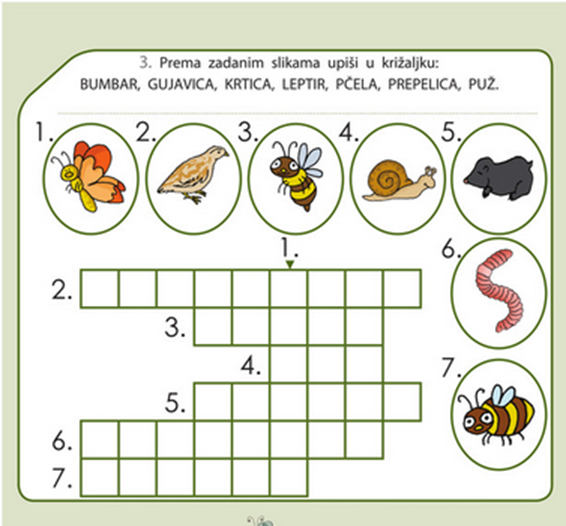 3. Prema zadanim slikama upiši u križaljku:
BUMBAR, GUJAVICA, KRTICA, LEPTIR, PČELA, PREPELICA, PUŽ.
1. 2. 3. 4. 5.
1. 6.
2.
3.
4. 7.
5.
6.
7.